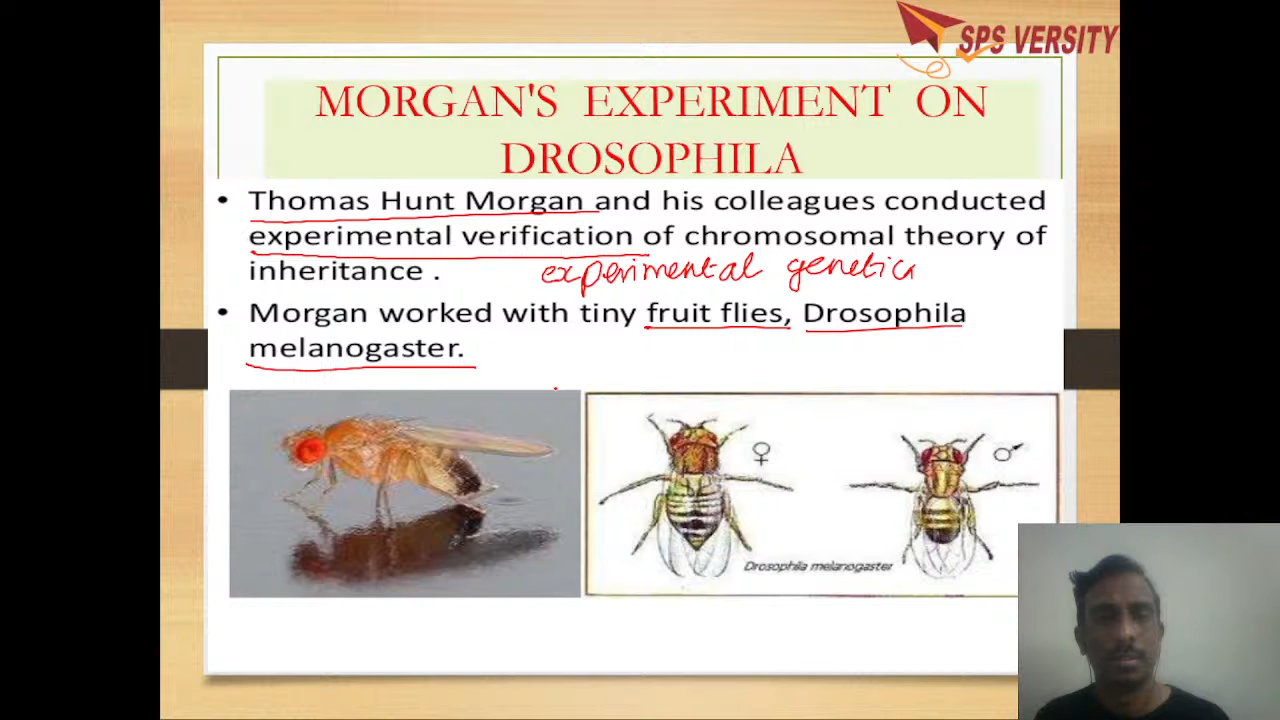 SPS VERSITY
MORGAN'S EXPERIMENT ON
DROSOPHILA
• Thomas Hunt Morgan and his colleagues conducted
experimental verification of chromosomal theory of
inheritance .
experimental genetic
• Morgan worked with tiny fruit flies, Drosophila
melanogaster.
♀
♂
Drosophila melanogaster